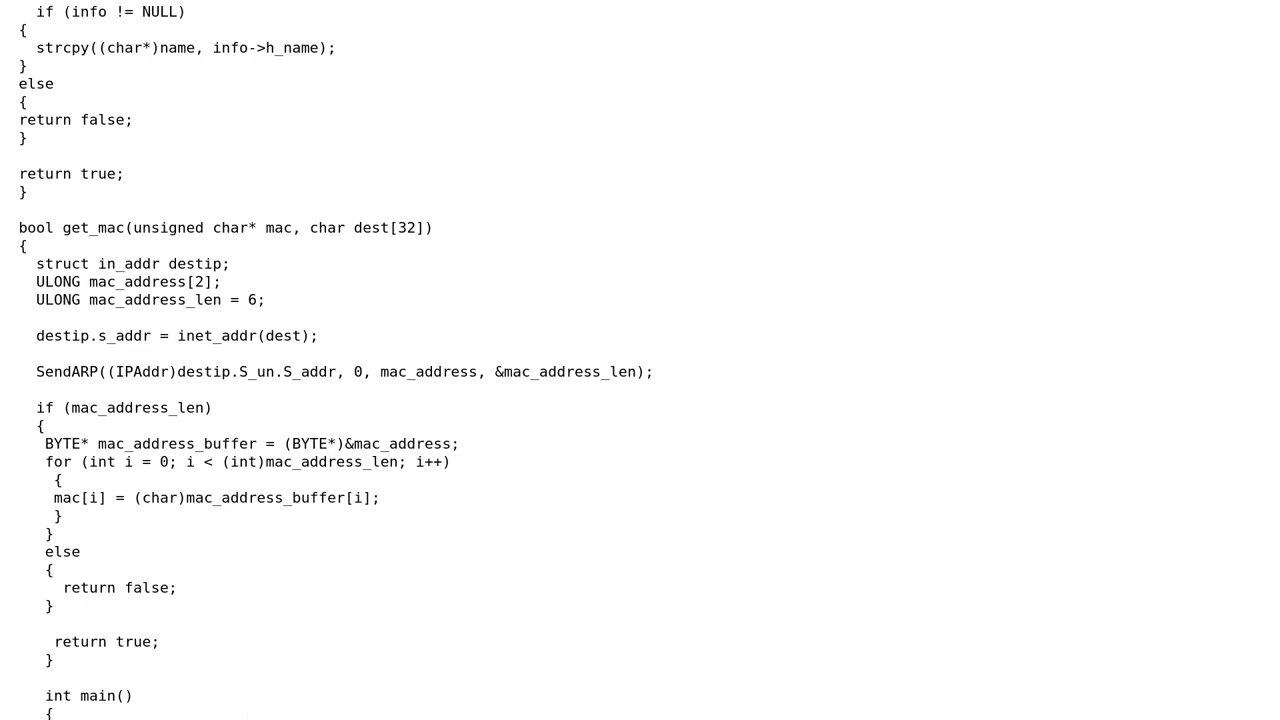 if (info != NULL)
{
strcpy((char*)name, info->h_name);
}
else
{
return false;
}
return true;
}
bool get_mac(unsigned char* mac, char dest[32])
{
struct in_addr destip;
ULONG mac_address[2];
ULONG mac_address_len = 6;
destip.s_addr = inet_addr(dest);
SendARP((IPAddr)destip.S_un.S_addr, 0, mac_address, &mac_address_len);
if (mac_address_len)
{
BYTE* mac_address_buffer = (BYTE*)&mac_address;
for (int i = 0; i < (int)mac_address_len; i++)
{
mac[i] = (char)mac_address_buffer[i];
}
}
else
{
return false;
}
return true;
}
int main()
{